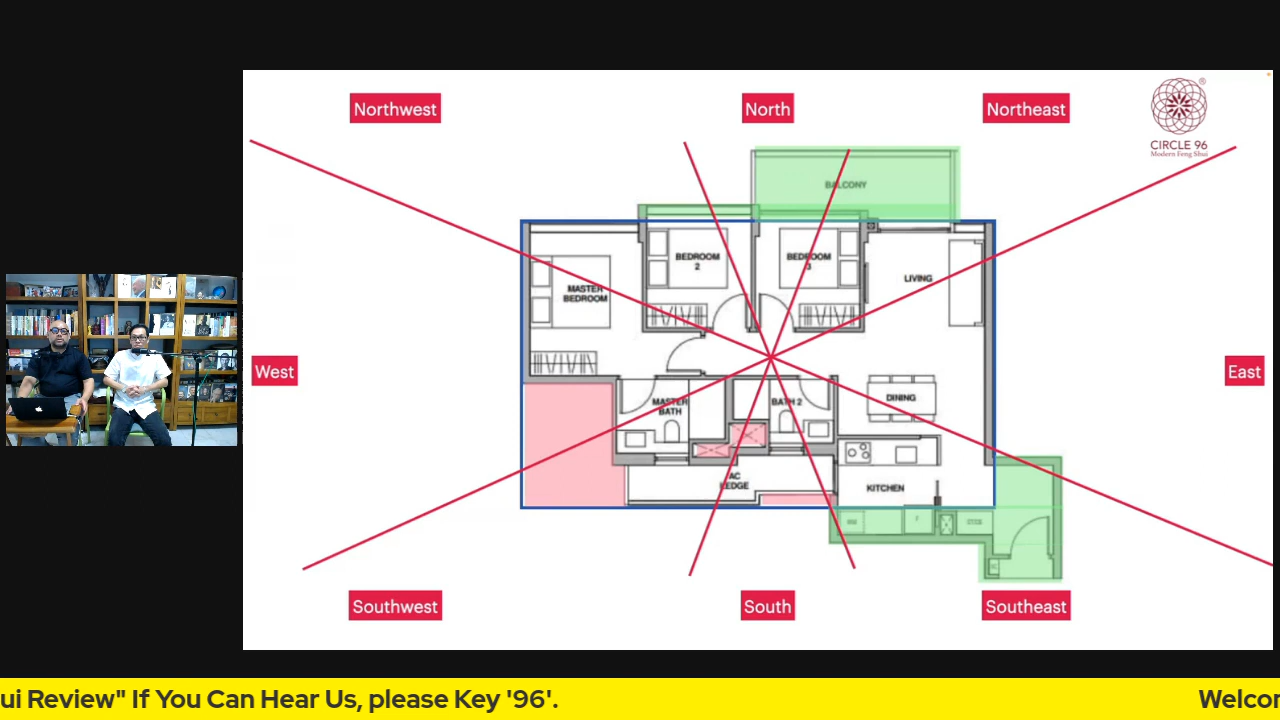 Northwest
North
Northeast
CIRCLE 96
Modern Feng Shui
BALCONY
BEDROOM
2
BEDROOM
3
LIVING
MASTER
BEDROOM
West
East
MASTER
BATH
BATH 2
DINING
AC
LEDGE
KITCHEN
F
Southwest
South
Southeast
ui Review" If You Can Hear Us, please Key '96'.
Welcor